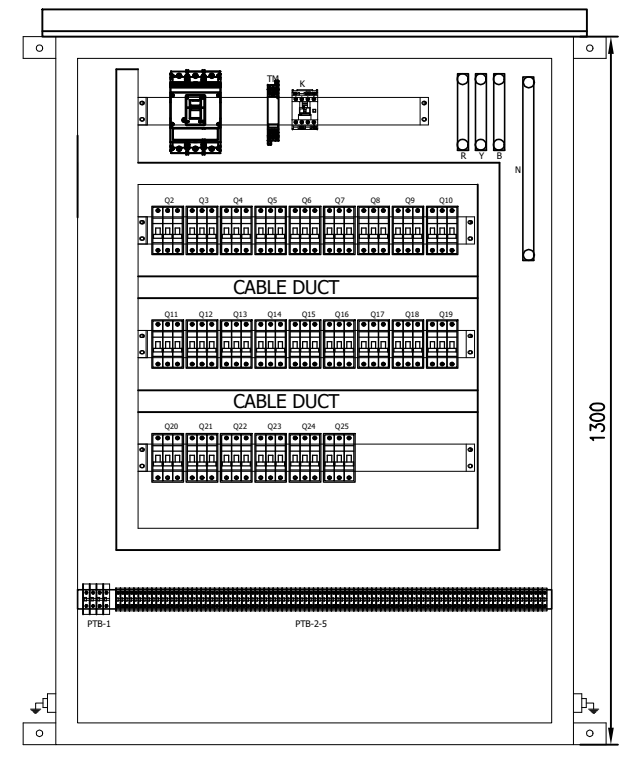 TM K
R Y B
N
Q2 Q3 Q4 Q5 Q6 Q7 Q8 Q9 Q10
CABLE DUCT
Q11 Q12 Q13 Q14 Q15 Q16 Q17 Q18 Q19
CABLE DUCT
1300
Q20 Q21 Q22 Q23 Q24 Q25
PTB-1 PTB-2-5